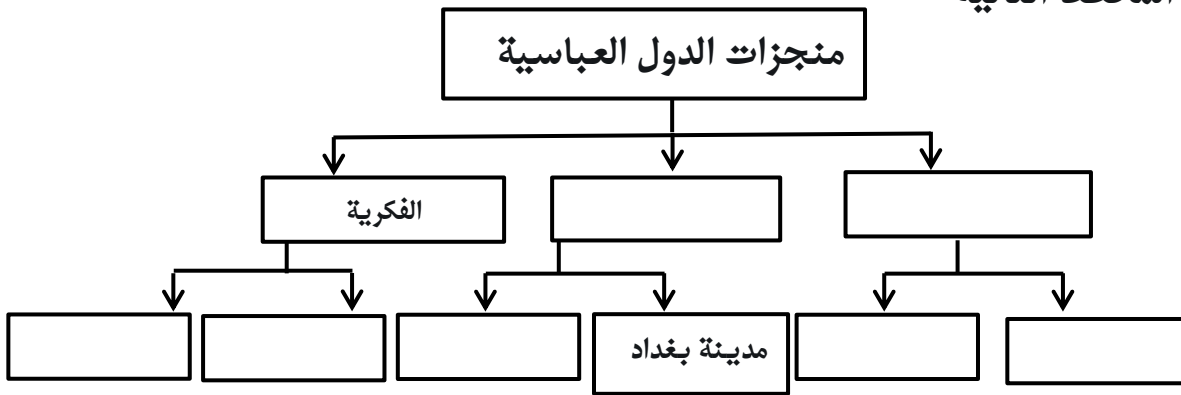 منجزات الدول العباسية
الفكرية
مدينة بغداد